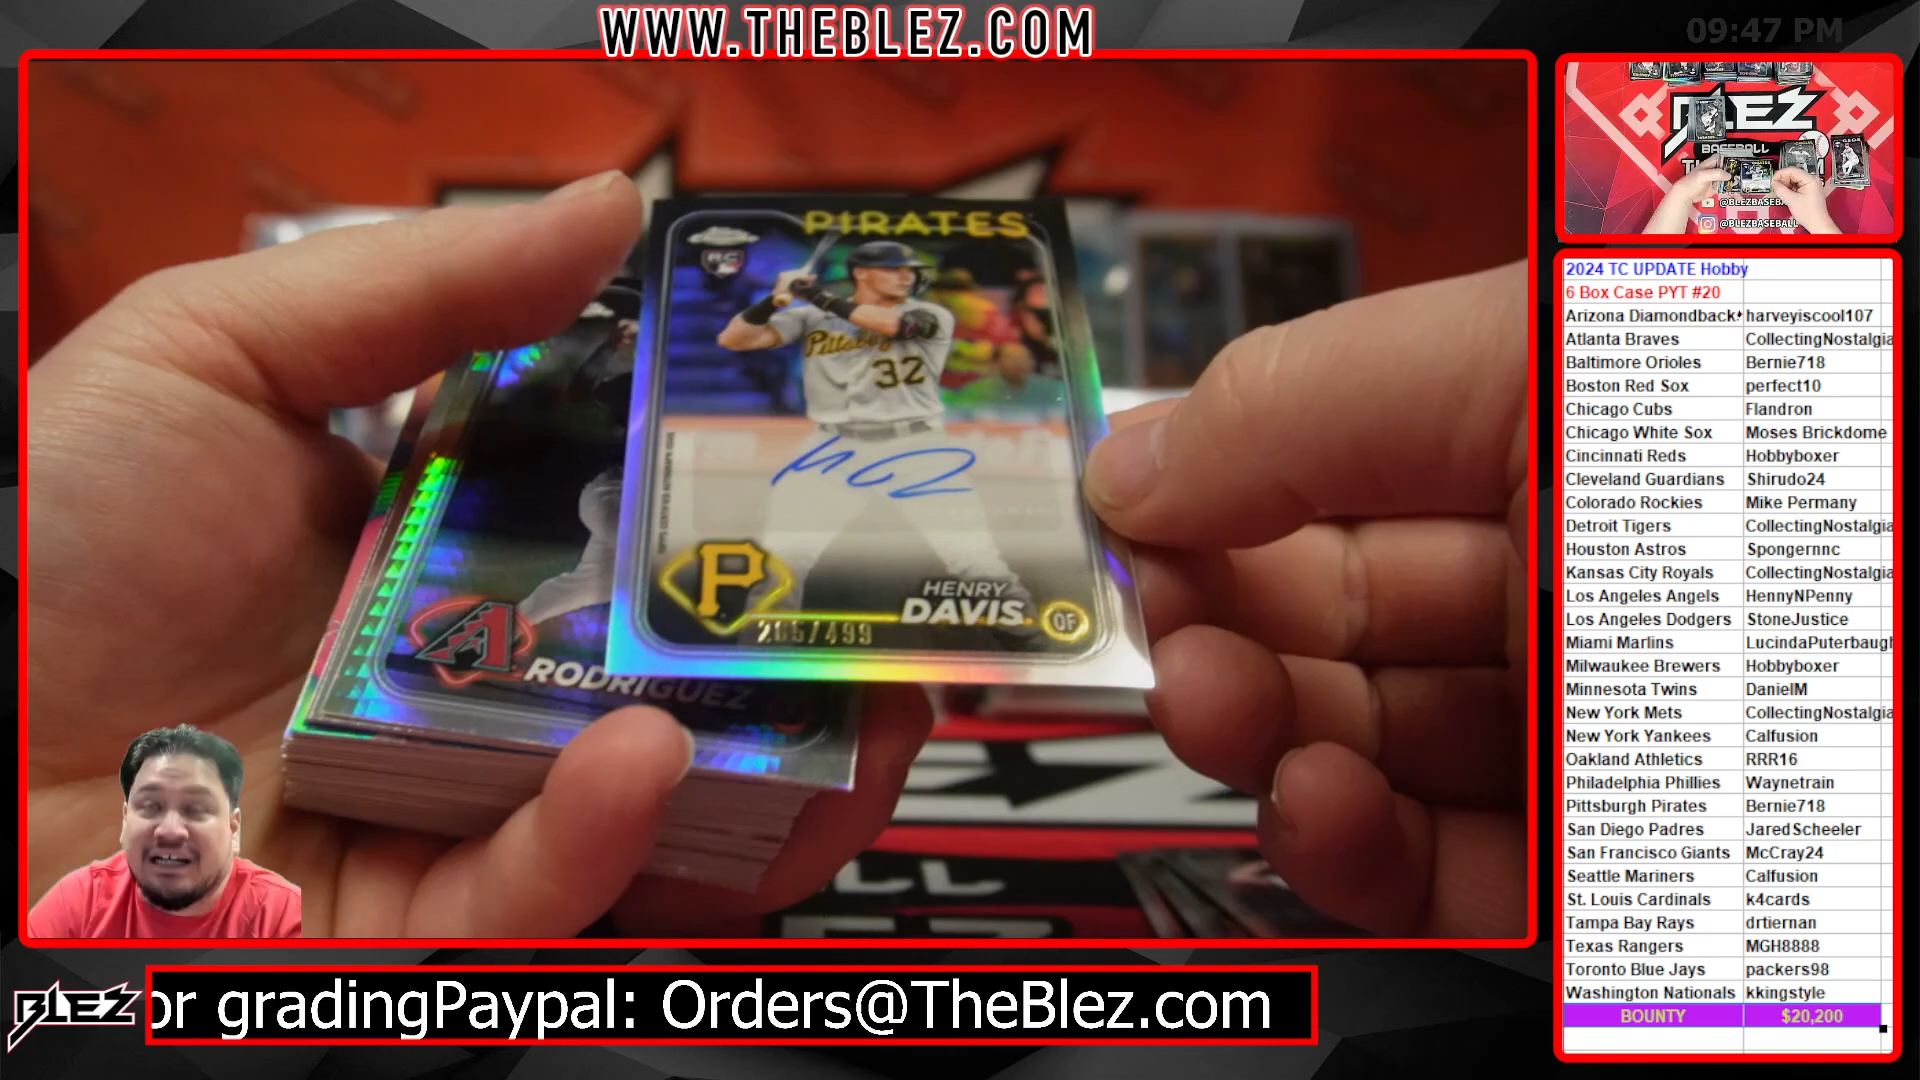 WWW.THEBLEZ.COM
09:47 PM
PIRATES
RC
Pittsburgh
32
P
HENRY
DAVIS
OF
/499
A
RODRIGUEZ
BLEZ
BASEBALL
@BLEZBASEBALL
@BLEZBASEBALL
2024 TC UPDATE Hobby
6 Box Case PYT #20
Arizona Diamondback harveyiscool107
Atlanta Braves CollectingNostalgia
Baltimore Orioles Bernie718
Boston Red Sox perfect10
Chicago Cubs Flandron
Chicago White Sox Moses Brickdome
Cincinnati Reds Hobbyboxer
Cleveland Guardians Shirudo24
Colorado Rockies Mike Permany
Detroit Tigers CollectingNostalgia
Houston Astros Spongernnc
Kansas City Royals CollectingNostalgia
Los Angeles Angels HennyNPenny
Los Angeles Dodgers StoneJustice
Miami Marlins LucindaPuterbaugh
Milwaukee Brewers Hobbyboxer
Minnesota Twins DanielM
New York Mets CollectingNostalgia
New York Yankees Calfusion
Oakland Athletics RRR16
Philadelphia Phillies Waynetrain
Pittsburgh Pirates Bernie718
San Diego Padres JaredScheeler
San Francisco Giants McCray24
Seattle Mariners Calfusion
St. Louis Cardinals k4cards
Tampa Bay Rays drtiernan
Texas Rangers MGH8888
Toronto Blue Jays packers98
Washington Nationals kkingstyle
BOUNTY $20,200
BLEZ
or gradingPaypal: Orders@TheBlez.com